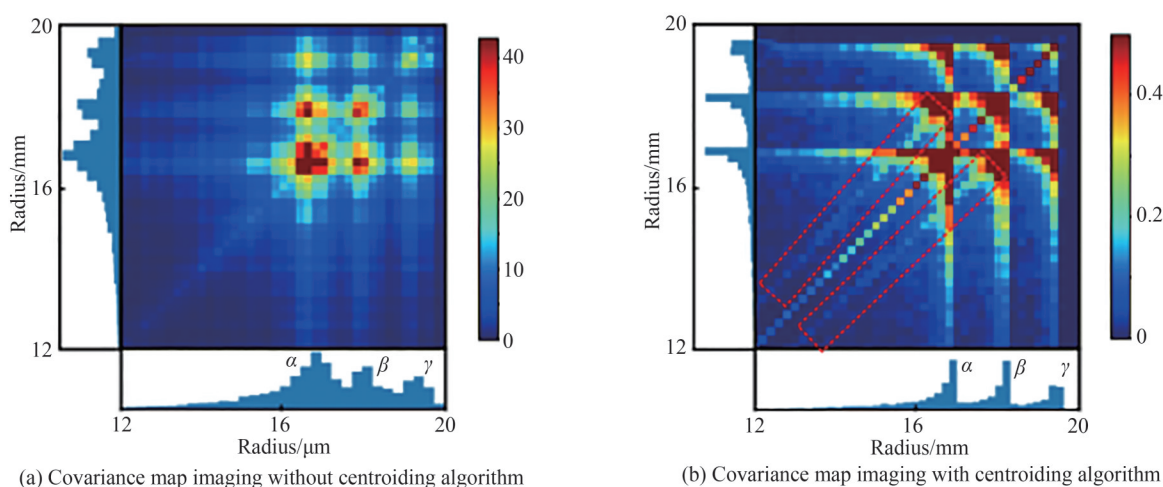 20
16
12
Radius/mm
12
16
20
Radius/μm
α
β
γ
40
30
20
10
0
(a) Covariance map imaging without centroiding algorithm
20
16
12
Radius/mm
12
16
20
Radius/mm
α
β
γ
0.4
0.2
0
(b) Covariance map imaging with centroiding algorithm